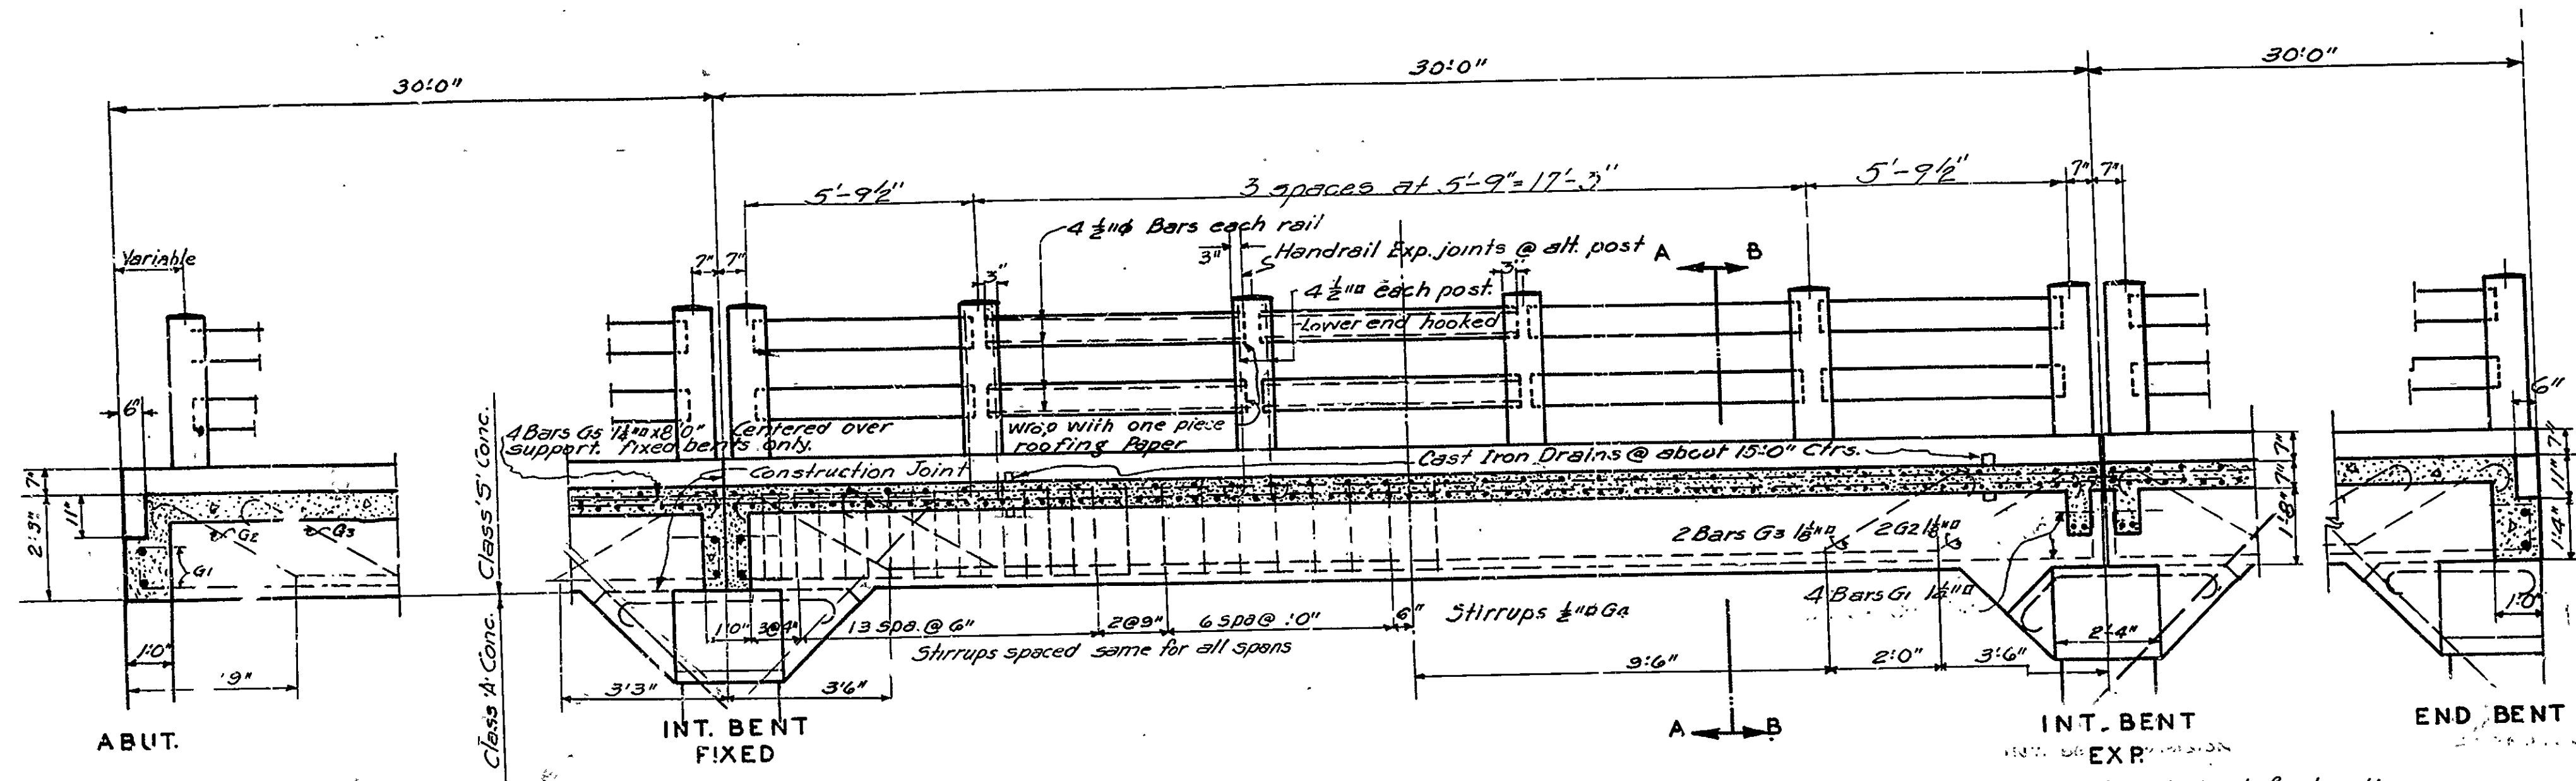 30'0"
30'0"
30'0"
5'-9½"
3 spaces at 5'-9"=17'-3"
5'-9½"
7" 7"
Variable
7" 7"
4 ½"ϕ Bars each rail
3"
Handrail Exp. joints @ alt. post
3"
3"
4 ½"□ each post.
Lower end hooked
A B
6"
6"
4 Bars G5 1¼"□x8'0" Centered over
support. fixed bents only.
wrap with one piece
roofing Paper
Construction Joint
Cast Iron Drains @ about 15'0" Ctrs.
7"
2'3"
11"
G2
G3
G1
Class 'S' Conc.
Class 'A' Conc.
2 Bars G3 1⅛"□
2G2 1⅛"□
4 Bars G1 1¼"□
7"
7"
1'-8"
7"
11"
1'4"
1'0"
1'0" 3@4" 13 spa. @ 6" 2@9" 6 spa @ 1'0" 6"
Stirrups ½"□ G4
Stirrups spaced same for all spans
1'0"
9"
3'3"
3'6"
9'6"
2'0"
3'6"
2'-4"
A B
ABUT.
INT. BENT
FIXED
INT. BENT
EXP.
END BENT